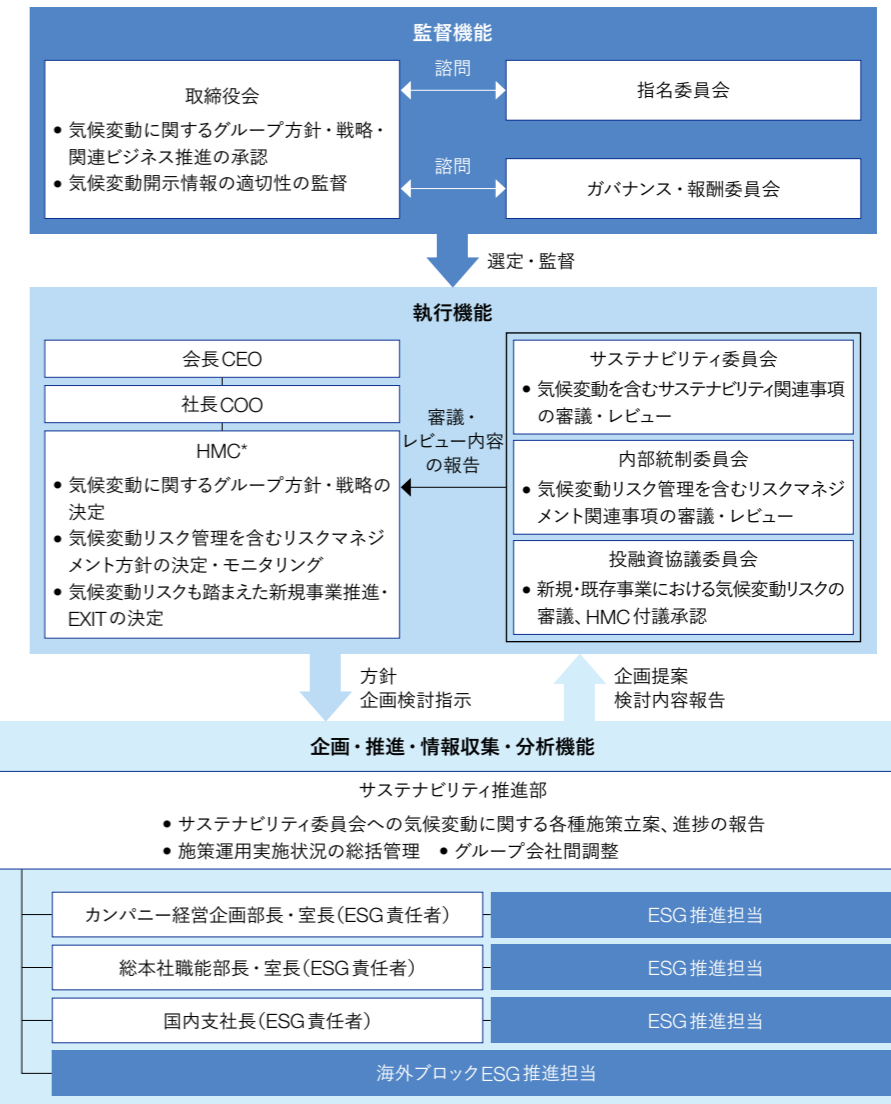 監督機能
取締役会
• 気候変動に関するグループ方針・戦略・
関連ビジネス推進の承認
• 気候変動開示情報の適切性の監督
諮問
指名委員会
諮問
ガバナンス・報酬委員会
選定・監督
執行機能
会長CEO
社長COO
HMC*
• 気候変動に関するグループ方針・戦略の
決定
• 気候変動リスク管理を含むリスクマネジ
メント方針の決定・モニタリング
• 気候変動リスクも踏まえた新規事業推進・
EXITの決定
審議・
レビュー内容
の報告
サステナビリティ委員会
• 気候変動を含むサステナビリティ関連事項
の審議・レビュー
内部統制委員会
• 気候変動リスク管理を含むリスクマネジ
メント関連事項の審議・レビュー
投融資協議委員会
• 新規・既存事業における気候変動リスクの
審議、HMC付議承認
方針
企画検討指示
企画提案
検討内容報告
企画・推進・情報収集・分析機能
サステナビリティ推進部
• サステナビリティ委員会への気候変動に関する各種施策立案、進捗の報告
• 施策運用実施状況の総括管理 • グループ会社間調整
カンパニー経営企画部長・室長(ESG責任者) ESG推進担当
総本社職能部長・室長(ESG責任者) ESG推進担当
国内支社長(ESG責任者) ESG推進担当
海外ブロックESG推進担当